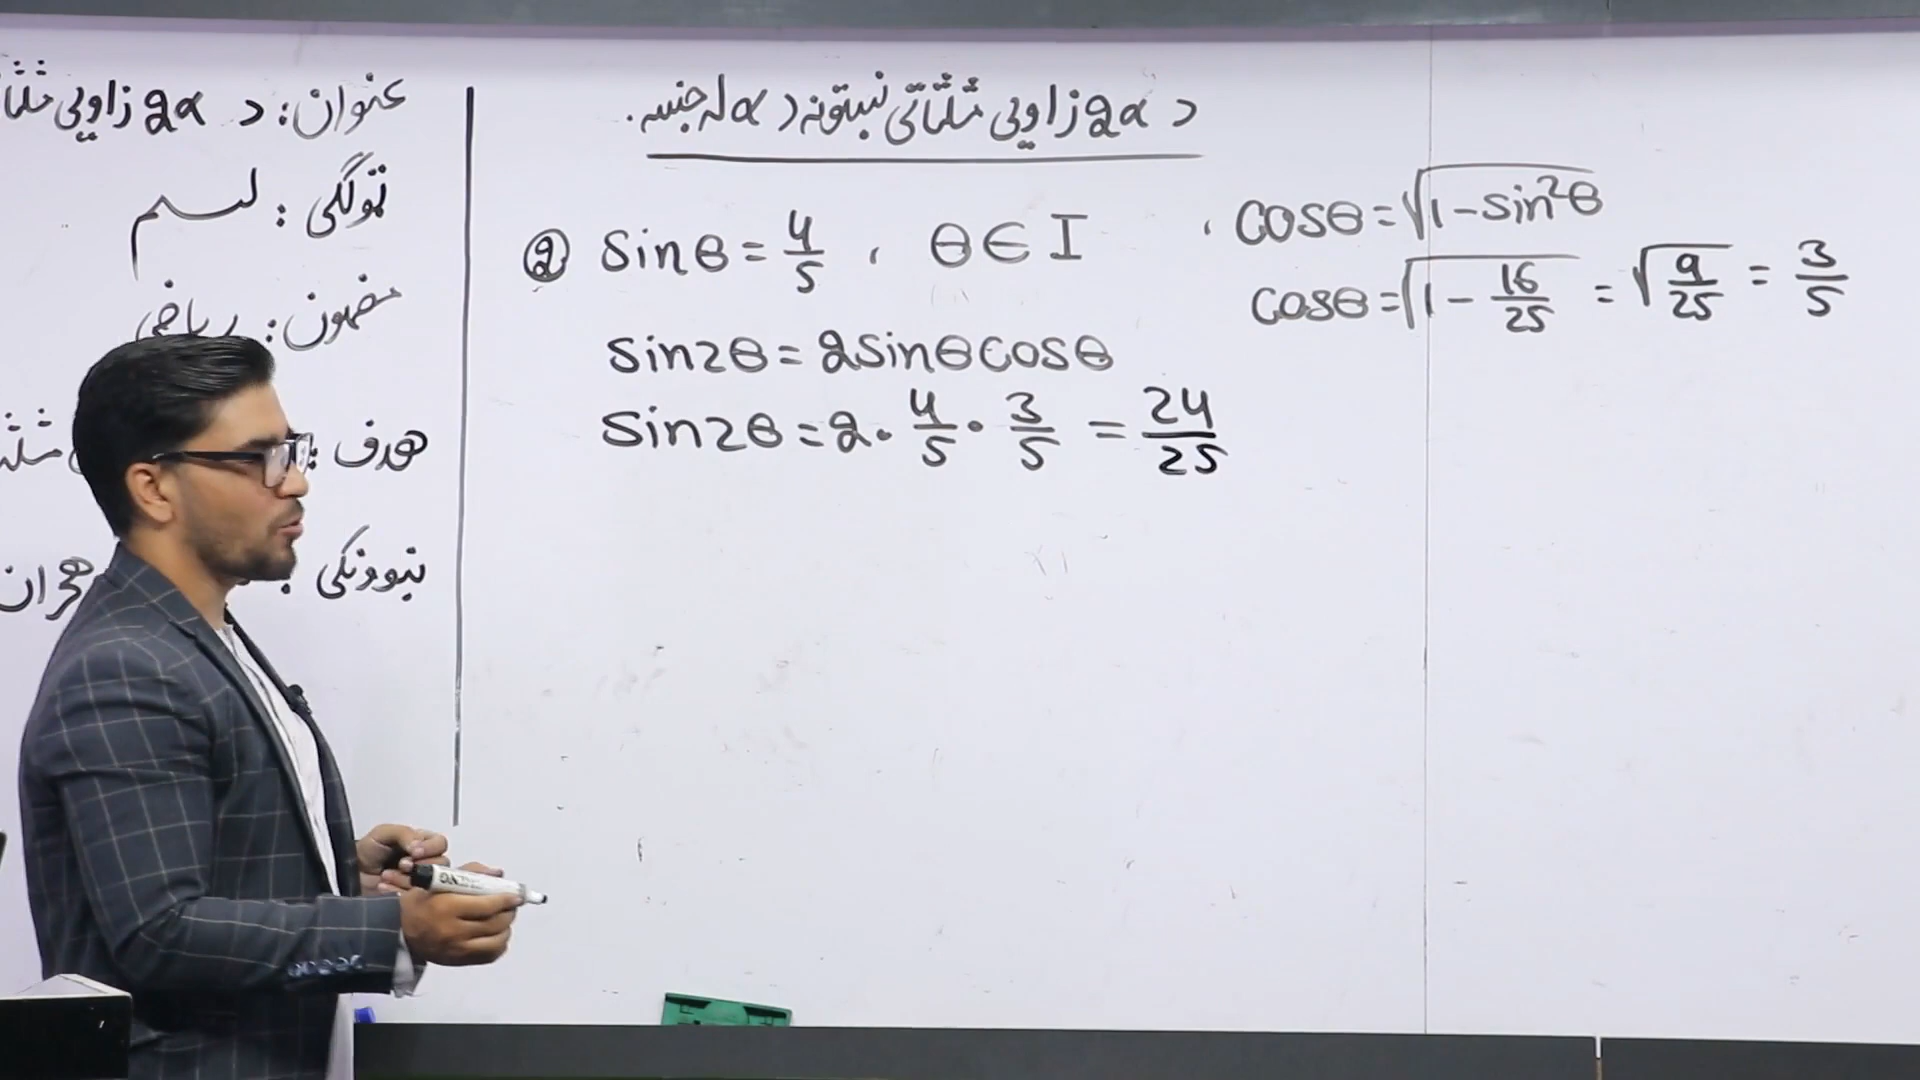 د 2α زاویې مثلثاتي نسبتونه د α له جنسه.
② sinθ = 4/5 , θ ∈ I
sin2θ = 2sinθcosθ
sin2θ = 2 · 4/5 · 3/5 = 24/25
cosθ = √(1 - sin²θ)
cosθ = √(1 - 16/25) = √(9/25) = 3/5
عنوان: د 2α زاویې
ټولګی: لسم
مضمون: ریاضي
هدف:
ښوونکی: